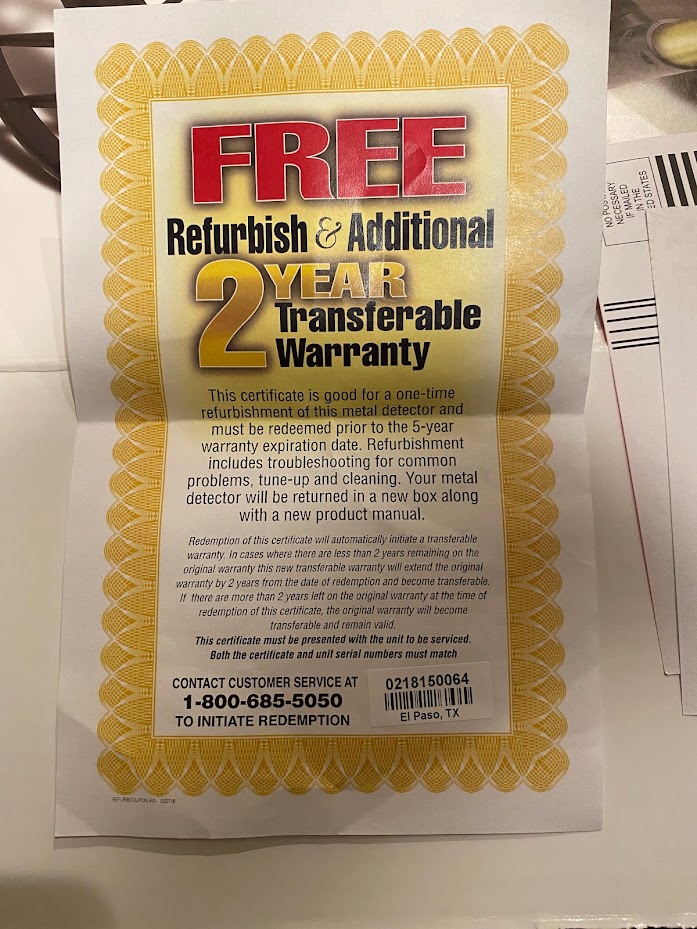 FREE
Refurbish & Additional
2 YEAR
Transferable
Warranty
This certificate is good for a one-time
refurbishment of this metal detector and
must be redeemed prior to the 5-year
warranty expiration date. Refurbishment
includes troubleshooting for common
problems, tune-up and cleaning. Your metal
detector will be returned in a new box along
with a new product manual.
Redemption of this certificate will automatically initiate a transferable
warranty. In cases where there are less than 2 years remaining on the
original warranty this new transferable warranty will extend the original
warranty by 2 years from the date of redemption and become transferable.
If there are more than 2 years left on the original warranty at the time of
redemption of this certificate, the original warranty will become
transferable and remain valid.
This certificate must be presented with the unit to be serviced.
Both the certificate and unit serial numbers must match
CONTACT CUSTOMER SERVICE AT
1-800-685-5050
TO INITIATE REDEMPTION
0218150064
El Paso, TX
NECESSARY
IF MAILED
IN THE
ED STATES